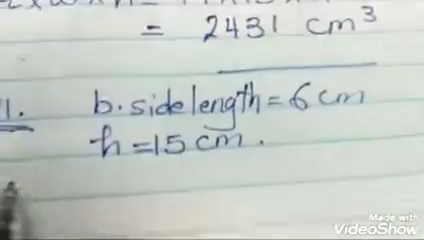 = 2431 cm³
1. b. side length = 6 cm
h = 15 cm.
Made with
VideoShow